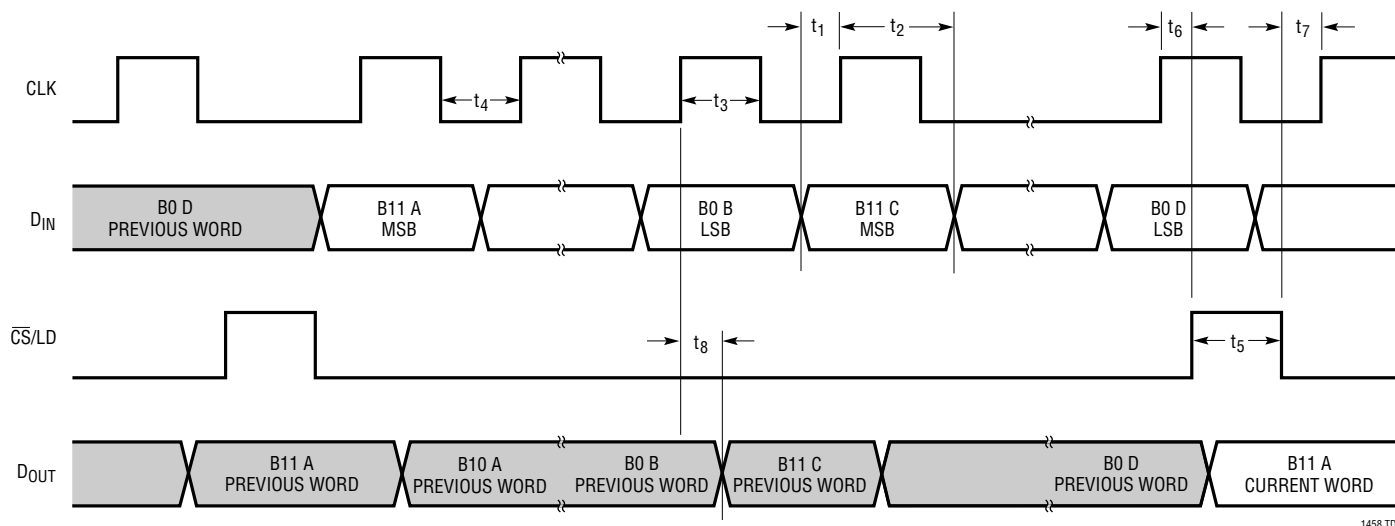 t1
t2
t6
t7
CLK
t4
t3
DIN
B0 D
PREVIOUS WORD
B11 A
MSB
B0 B
LSB
B11 C
MSB
B0 D
LSB
CS/LD
t8
t5
DOUT
B11 A
PREVIOUS WORD
B10 A
PREVIOUS WORD
B0 B
PREVIOUS WORD
B11 C
PREVIOUS WORD
B0 D
PREVIOUS WORD
B11 A
CURRENT WORD
1458 TD